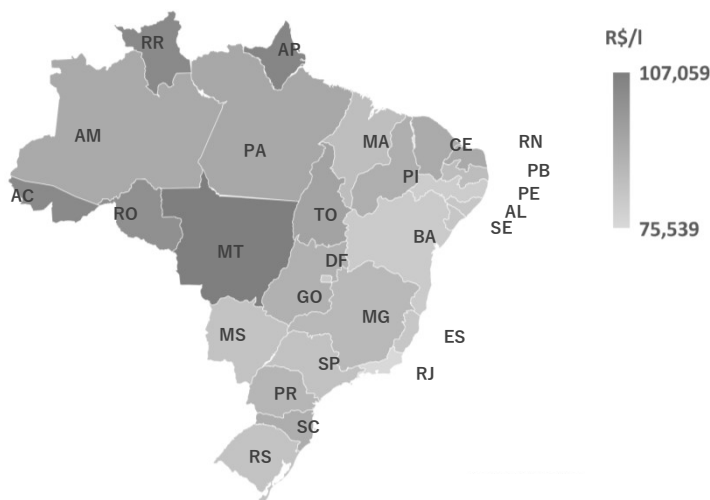 RR
AP
R$/l
107,059
AM
PA
MA
CE
RN
PB
PI
PE
AC
RO
TO
AL
SE
75,539
MT
BA
DF
GO
MG
MS
ES
SP
RJ
PR
SC
RS